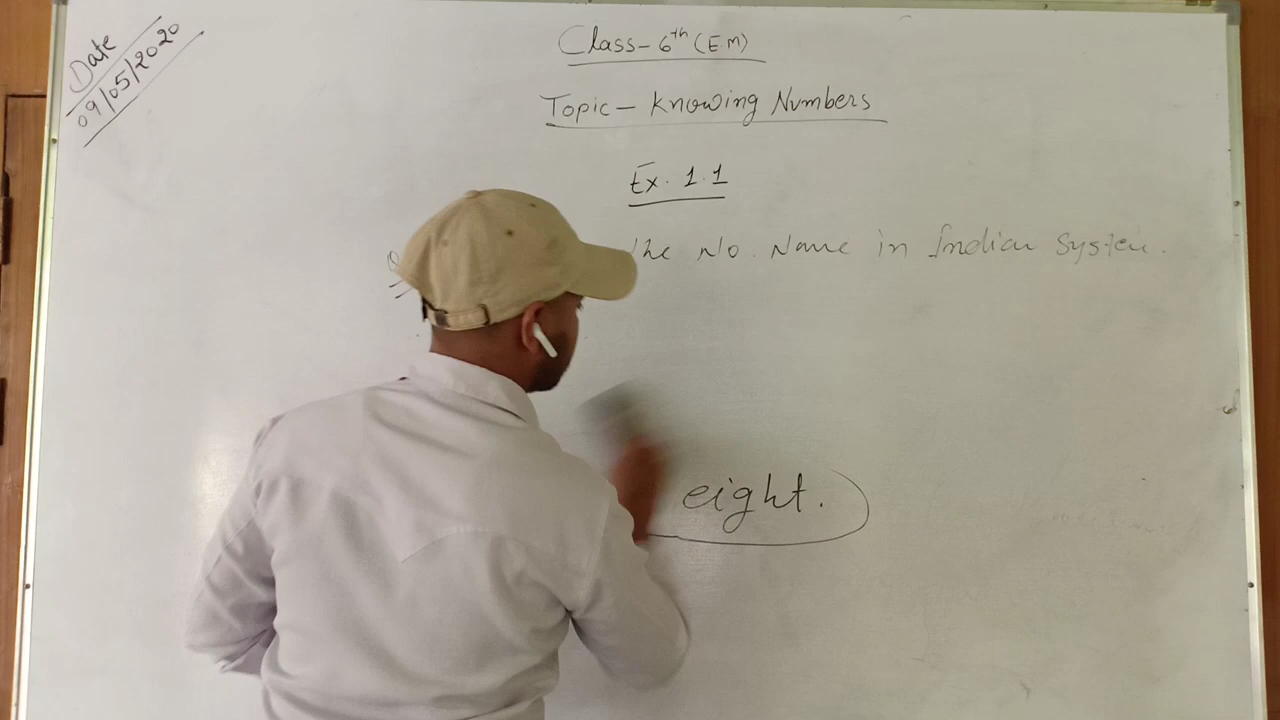 Date
09/05/2020
Class-6th (E.M)
Topic - Knowing Numbers
Ex. 1.1
the No. Name in Indian System.
eight.